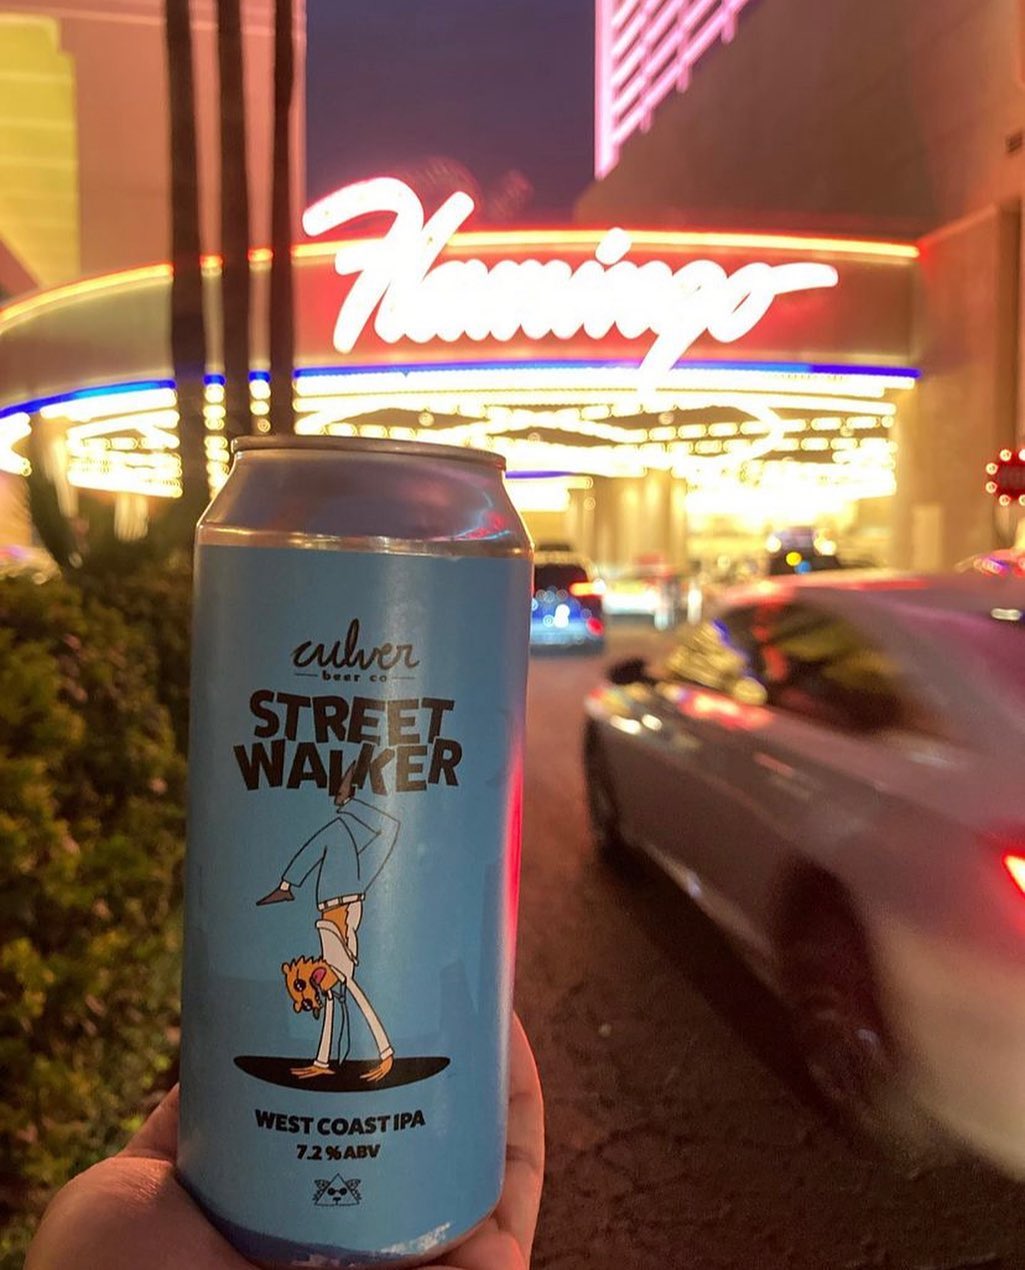 Flamingo
culver
beer co
STREET
WALKER
WEST COAST IPA
7.2 % ABV